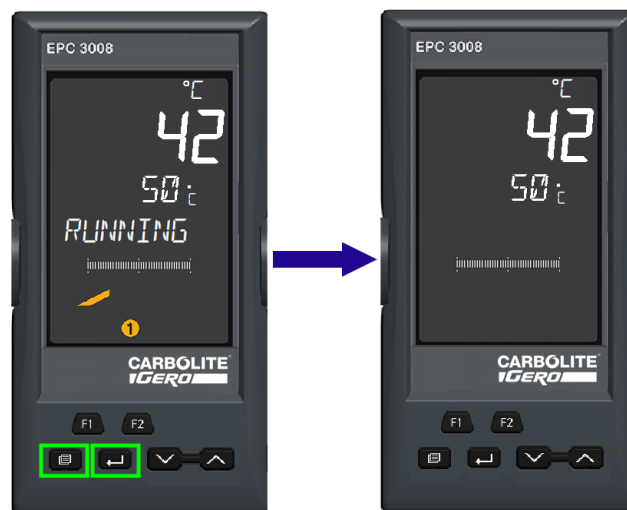 EPC 3008
°C
42
50 °C
RUNNING
1
CARBOLITE
GERO
F1 F2
EPC 3008
°C
42
50 °C
CARBOLITE
GERO
F1 F2